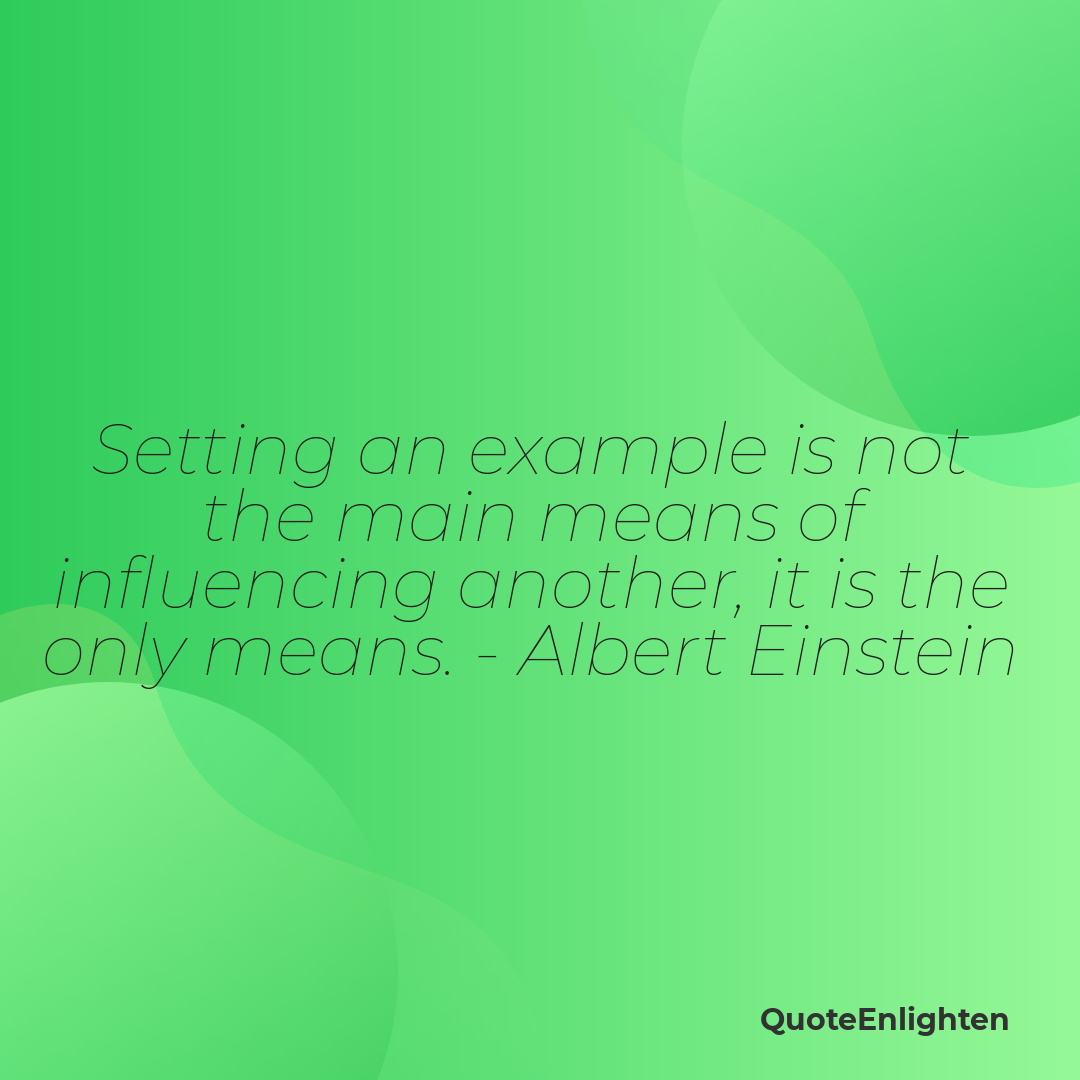 Setting an example is not
the main means of
influencing another, it is the
only means. - Albert Einstein
QuoteEnlighten